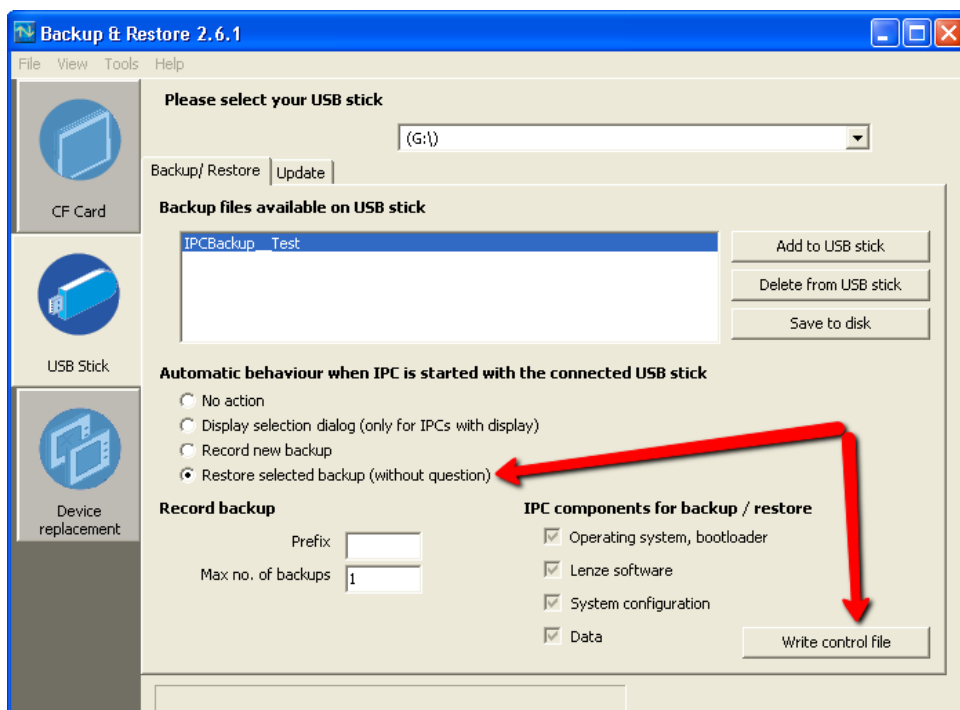 Backup & Restore 2.6.1
File View Tools Help
Please select your USB stick
(G:\)
Backup/ Restore Update
CF Card
Backup files available on USB stick
IPCBackup__Test
Add to USB stick
Delete from USB stick
Save to disk
USB Stick
Automatic behaviour when IPC is started with the connected USB stick
No action
Display selection dialog (only for IPCs with display)
Record new backup
Restore selected backup (without question)
Device
replacement
Record backup
Prefix
Max no. of backups 1
IPC components for backup / restore
Operating system, bootloader
Lenze software
System configuration
Data
Write control file